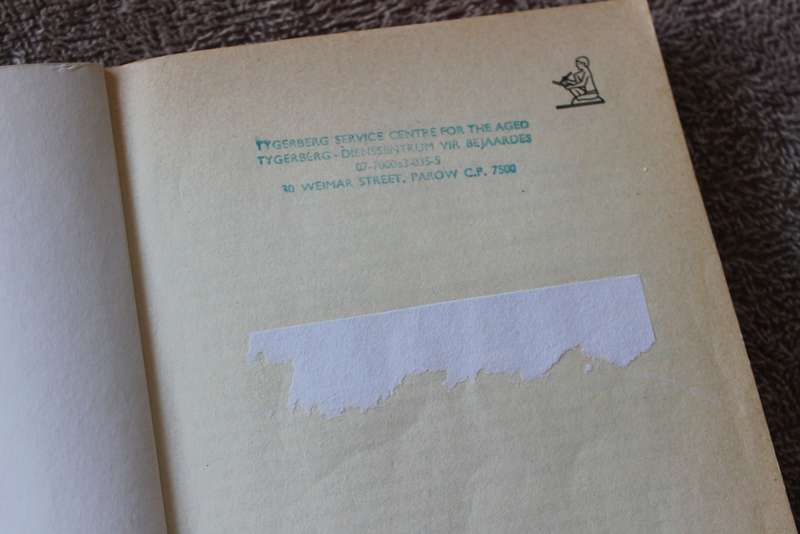 TYGERBERG SERVICE CENTRE FOR THE AGED
TYGERBERG - DIENSSENTRUM VIR BEJAARDES
30 WEIMAR STREET, PAROW C.P. 7500